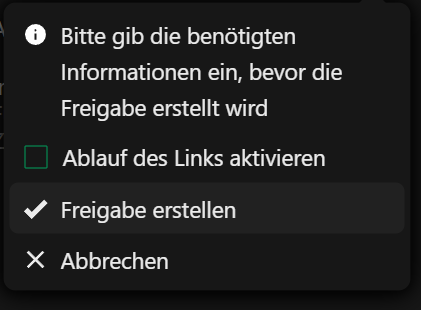 Bitte gib die benötigten
Informationen ein, bevor die
Freigabe erstellt wird
Ablauf des Links aktivieren
Freigabe erstellen
Abbrechen